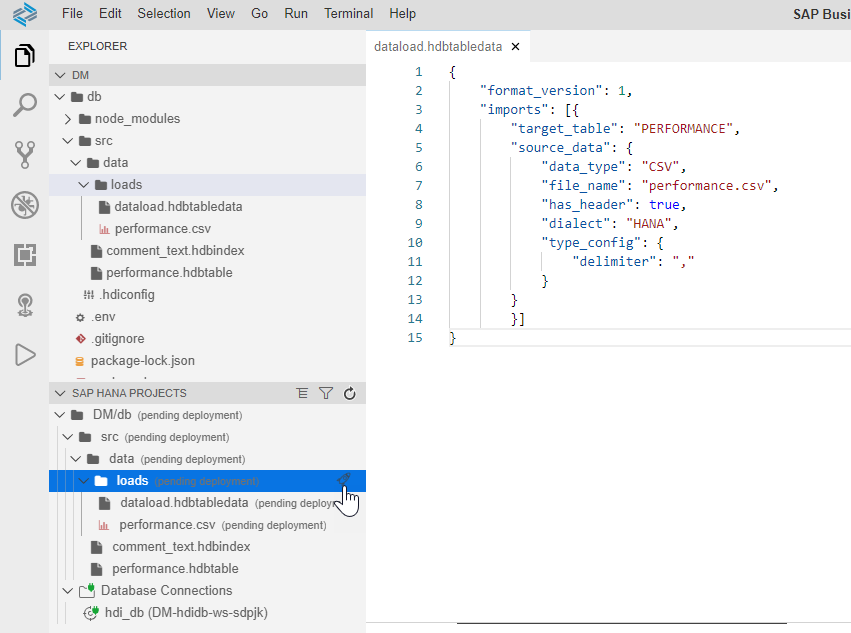 File Edit Selection View Go Run Terminal Help SAP Busi
EXPLORER
DM
db
node_modules
src
data
loads
dataload.hdbtabledata
performance.csv
comment_text.hdbindex
performance.hdbtable
.hdiconfig
.env
.gitignore
package-lock.json
SAP HANA PROJECTS
DM/db (pending deployment)
src (pending deployment)
data (pending deployment)
loads (pending deployment)
dataload.hdbtabledata (pending deploy
performance.csv (pending deployment)
comment_text.hdbindex
performance.hdbtable
Database Connections
hdi_db (DM-hdidb-ws-sdpjk)
dataload.hdbtabledata
1 {
2 "format_version": 1,
3 "imports": [{
4 "target_table": "PERFORMANCE",
5 "source_data": {
6 "data_type": "CSV",
7 "file_name": "performance.csv",
8 "has_header": true,
9 "dialect": "HANA",
10 "type_config": {
11 "delimiter": ","
12 }
13 }
14 }]
15 }